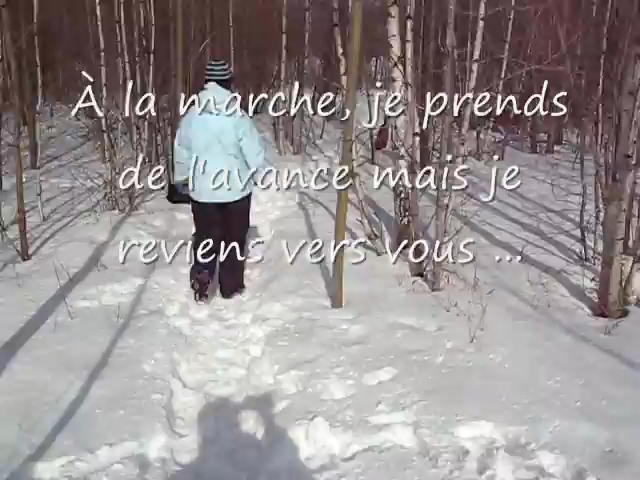 À la marche, je prends
de l'avance mais je
reviens vers vous ...